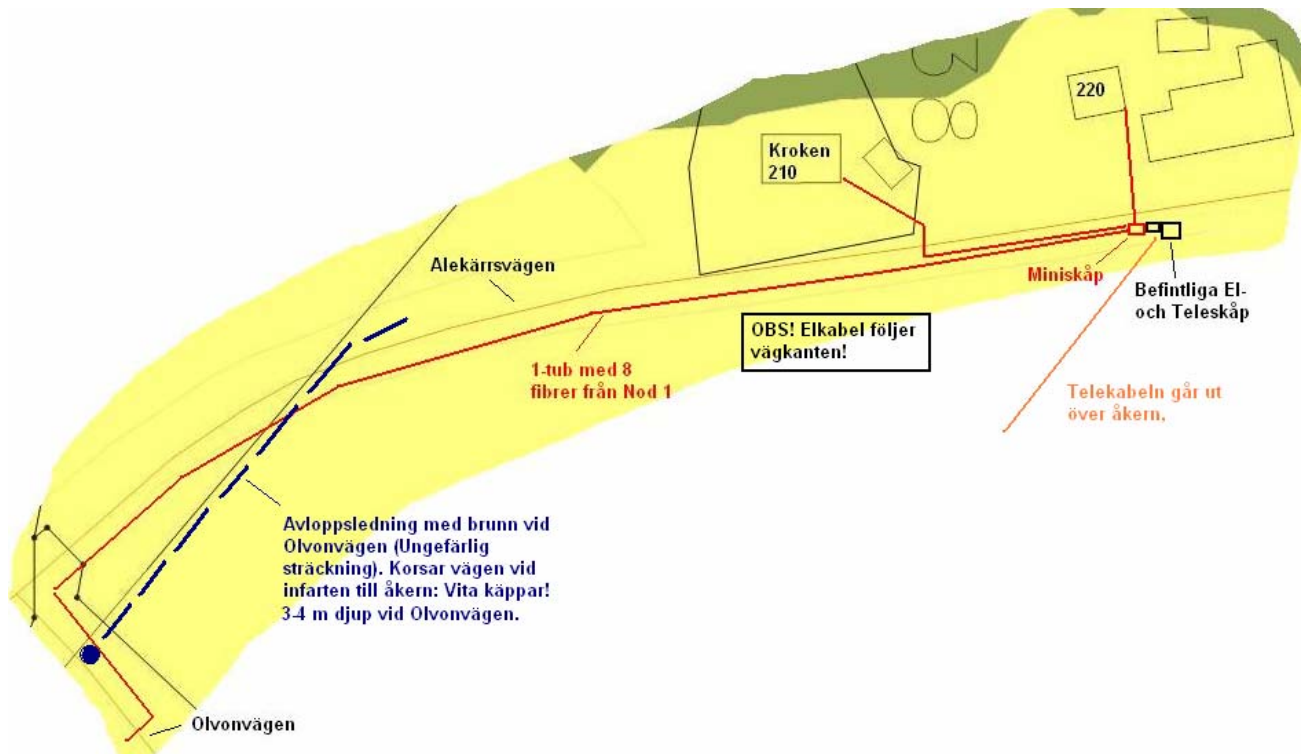 220
Kroken
210
Alekärrsvägen
Miniskåp
Befintliga El-
och Teleskåp
OBS! Elkabel följer
vägkanten!
1-tub med 8
fibrer från Nod 1
Telekabeln går ut
över åkern,
Avloppsledning med brunn vid
Olvonvägen (Ungefärlig
sträckning). Korsar vägen vid
infarten till åkern: Vita käppar!
3-4 m djup vid Olvonvägen.
Olvonvägen